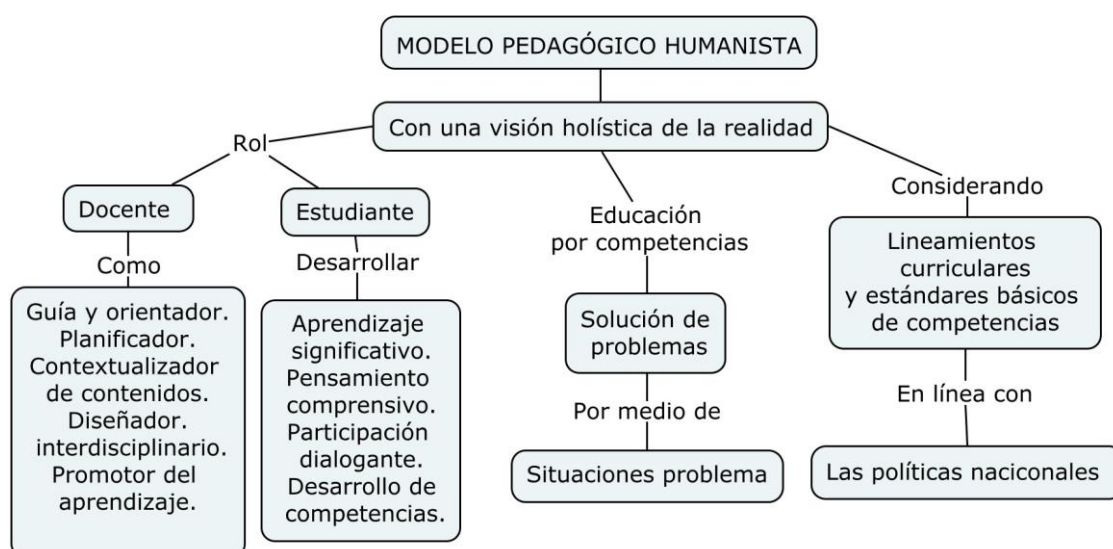 MODELO PEDAGÓGICO HUMANISTA
Con una visión holística de la realidad
Rol
Docente
Como
Guía y orientador.
Planificador.
Contextualizador
de contenidos.
Diseñador.
interdisciplinario.
Promotor del
aprendizaje.
Estudiante
Desarrollar
Aprendizaje
significativo.
Pensamiento
comprensivo.
Participación
dialogante.
Desarrollo de
competencias.
Educación
por competencias
Solución de
problemas
Por medio de
Situaciones problema
Considerando
Lineamientos
curriculares
y estándares básicos
de competencias
En línea con
Las políticas naciconales